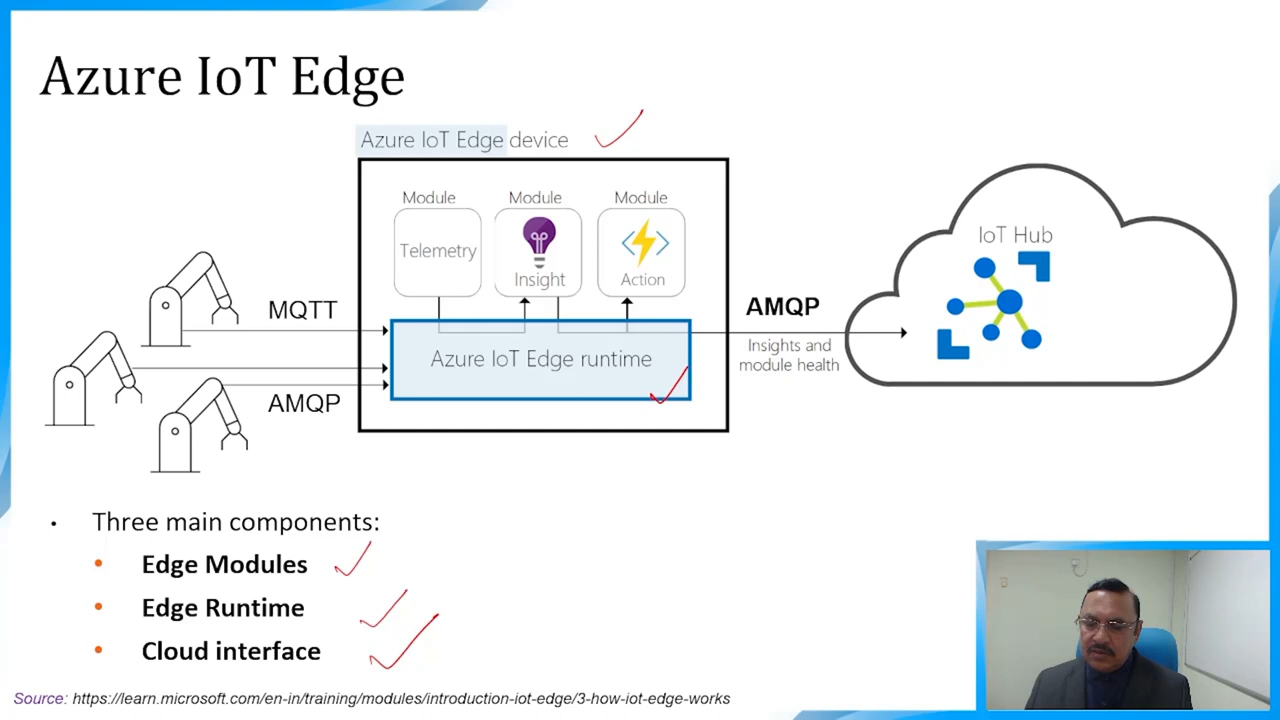 Azure IoT Edge
Azure IoT Edge device
Module Module Module
Telemetry
Insight
Action
IoT Hub
MQTT
AMQP
Azure IoT Edge runtime
AMQP
Insights and
module health
• Three main components:
• Edge Modules
• Edge Runtime
• Cloud interface
Source: https://learn.microsoft.com/en-in/training/modules/introduction-iot-edge/3-how-iot-edge-works